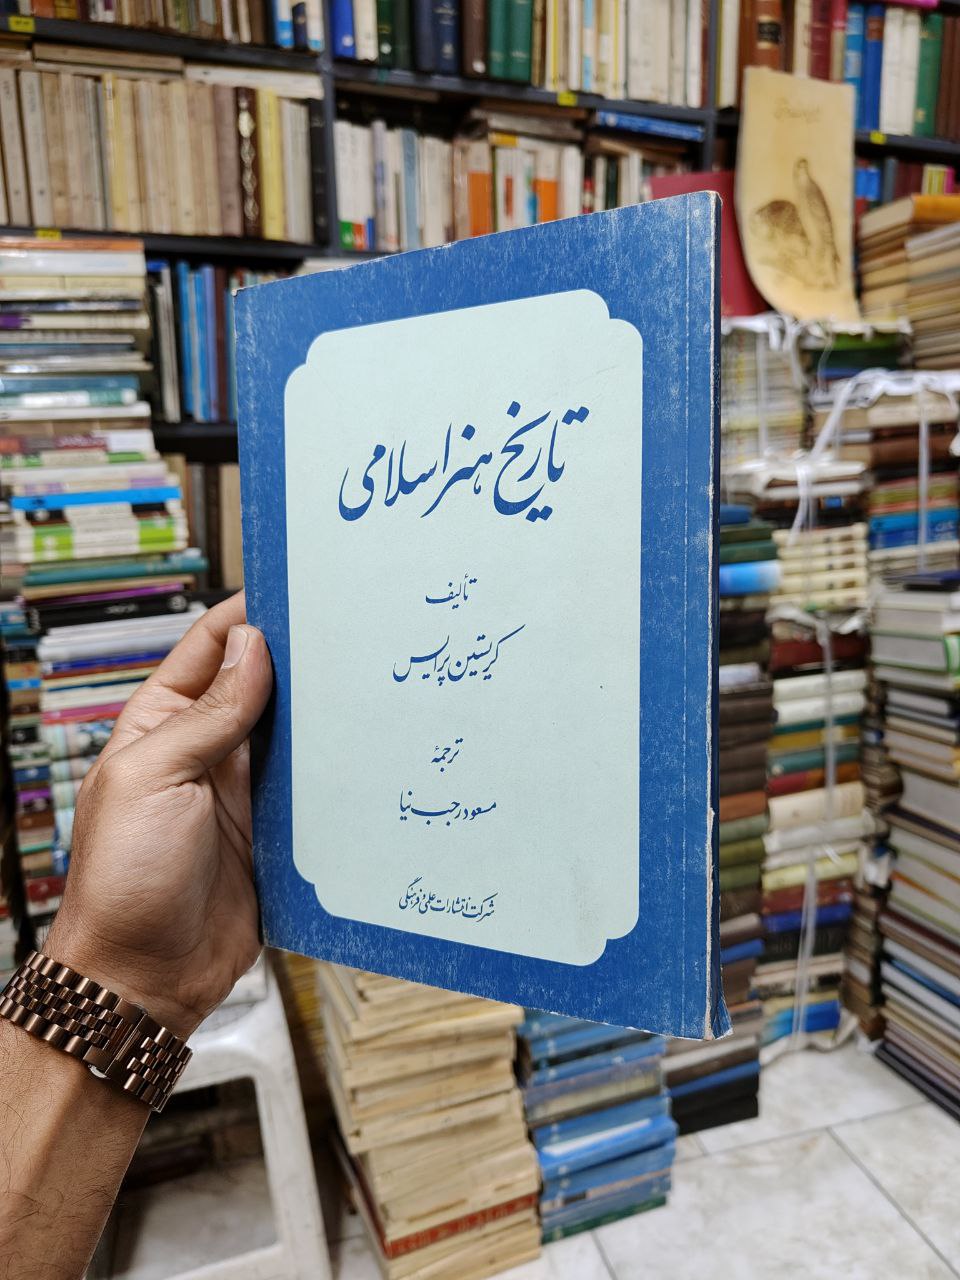 تاریخ هنر اسلامی
تألیف
کریستین پرایس
ترجمهٔ
مسعود رجب نیا
شرکت انتشارات علمی و فرهنگی